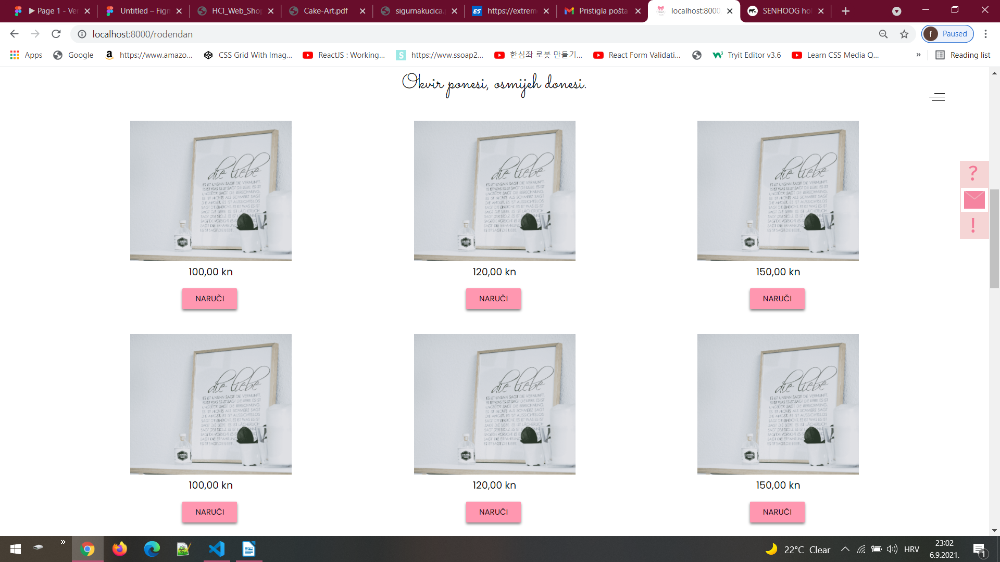 Page 1 - Ver
Untitled – Figm
HCI_Web_Shop
Cake-Art.pdf
sigurnakucica.p
https://extrem
Pristigla pošta
localhost:8000
SENHOOG hol
localhost:8000/rodendan
f Paused
Apps
Google
https://www.amazo...
CSS Grid With Imag...
ReactJS : Working...
https://wvw.ssoap2...
한심좌 로봇 만들기...
React Form Validati...
Tryit Editor v3.6
Learn CSS Media Q...
»
Reading list
Okvir ponesi, osmijeh donesi.
die liebe
die liebe
die liebe
?
!
100,00 kn
120,00 kn
150,00 kn
NARUČI
NARUČI
NARUČI
die liebe
die liebe
die liebe
100,00 kn
120,00 kn
150,00 kn
NARUČI
NARUČI
NARUČI
»
22°C Clear
HRV
23:02
6.9.2021.
1